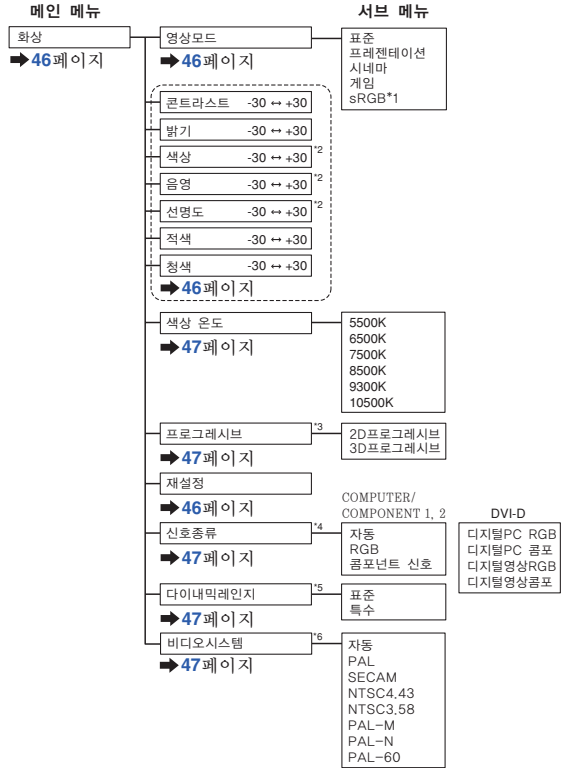 메인 메뉴
서브 메뉴
화상
➡46페이지
영상모드
➡46페이지
표준
프레젠테이션
시네마
게임
sRGB*1
콘트라스트 -30 ↔ +30
밝기 -30 ↔ +30
색상 -30 ↔ +30 *2
음영 -30 ↔ +30 *2
선명도 -30 ↔ +30 *2
적색 -30 ↔ +30
청색 -30 ↔ +30
➡46페이지
색상 온도
➡47페이지
5500K
6500K
7500K
8500K
9300K
10500K
프로그레시브 *3
➡47페이지
2D프로그레시브
3D프로그레시브
재설정
➡46페이지
신호종류 *4
➡47페이지
COMPUTER/
COMPONENT 1, 2
자동
RGB
콤포넌트 신호
DVI-D
디지털PC RGB
디지털PC 콤포
디지털영상RGB
디지털영상콤포
다이내믹레인지 *5
➡47페이지
표준
특수
비디오시스템 *6
➡47페이지
자동
PAL
SECAM
NTSC4.43
NTSC3.58
PAL-M
PAL-N
PAL-60